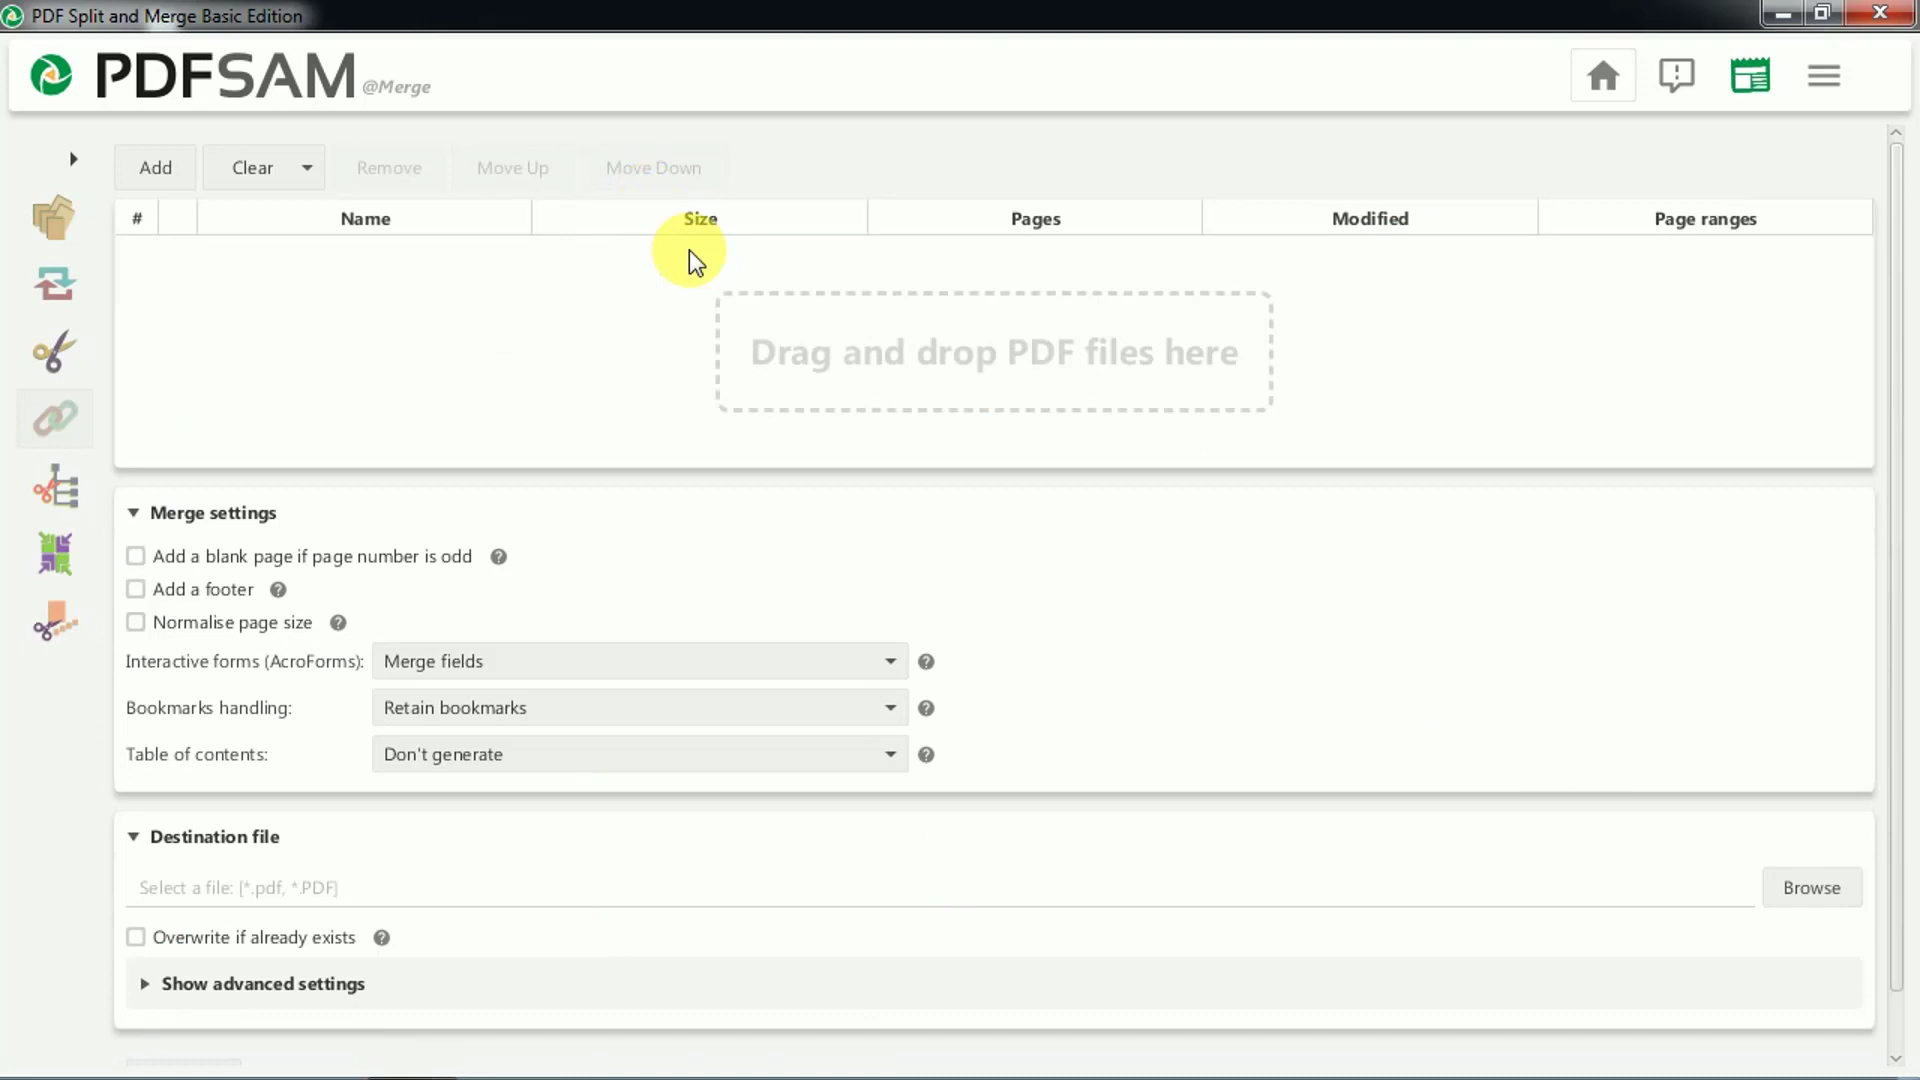 PDF Split and Merge Basic Edition
PDFSAM @Merge
Add Clear Remove Move Up Move Down
# Name Size Pages Modified Page ranges
Drag and drop PDF files here
Merge settings
Add a blank page if page number is odd
Add a footer
Normalise page size
Interactive forms (AcroForms): Merge fields
Bookmarks handling: Retain bookmarks
Table of contents: Don't generate
Destination file
Select a file: [*.pdf, *.PDF] Browse
Overwrite if already exists
Show advanced settings